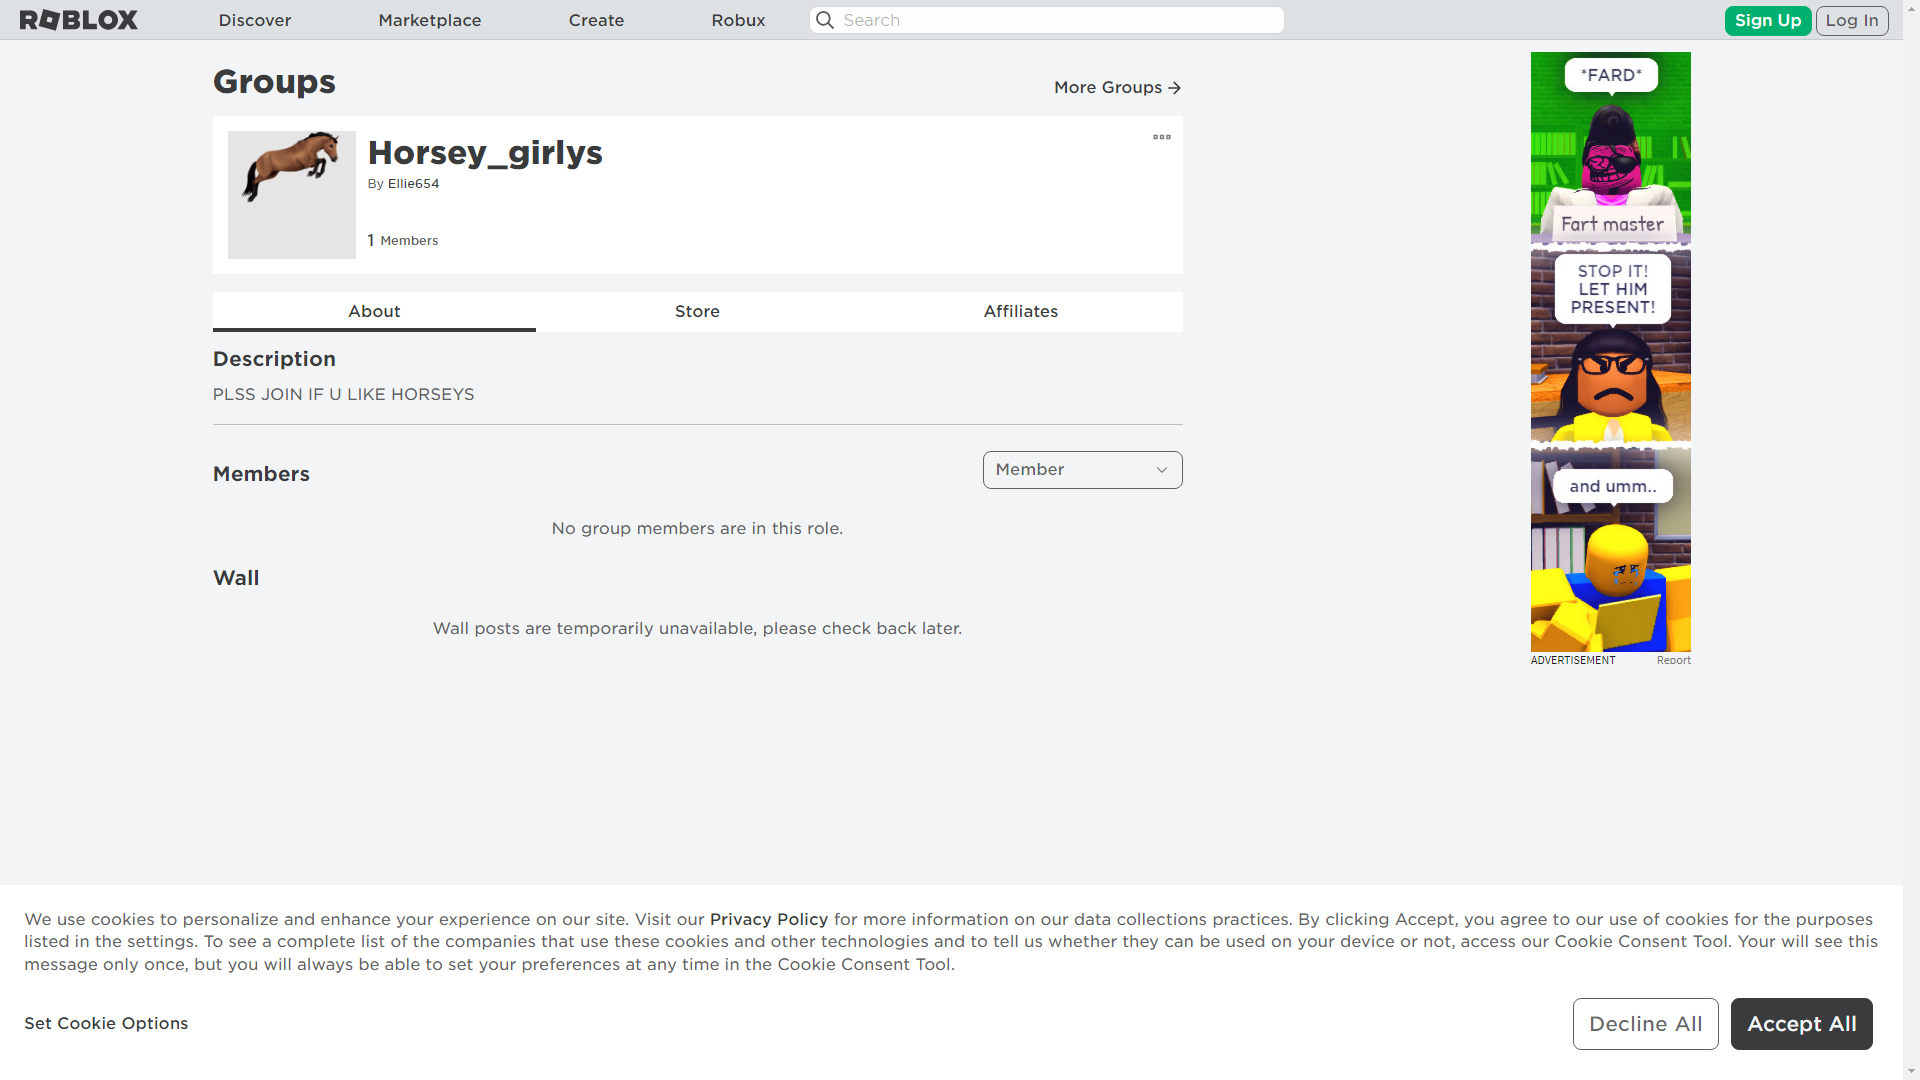 ROBLOX
Discover
Marketplace
Create
Robux
Search
Sign Up
Log In
Groups
More Groups
Horsey_girlys
By Ellie654
1 Members
About
Store
Affiliates
Description
PLSS JOIN IF U LIKE HORSEYS
Members
Member
No group members are in this role.
Wall
Wall posts are temporarily unavailable, please check back later.
*FARD*
Fart master
STOP IT!
LET HIM
PRESENT!
and umm..
ADVERTISEMENT
Report
We use cookies to personalize and enhance your experience on our site. Visit our Privacy Policy for more information on our data collections practices. By clicking Accept, you agree to our use of cookies for the purposes
listed in the settings. To see a complete list of the companies that use these cookies and other technologies and to tell us whether they can be used on your device or not, access our Cookie Consent Tool. Your will see this
message only once, but you will always be able to set your preferences at any time in the Cookie Consent Tool.
Set Cookie Options
Decline All
Accept All